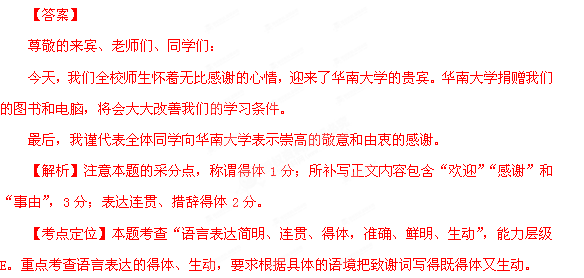 【答案】
尊敬的来宾、老师们、同学们：
今天，我们全校师生怀着无比感谢的心情，迎来了华南大学的贵宾。华南大学捐赠我们
的图书和电脑，将会大大改善我们的学习条件。
最后，我谨代表全体同学向华南大学表示崇高的敬意和由衷的感谢。
【解析】注意本题的采分点，称谓得体 1 分；所补写正文内容包含“欢迎”“感谢”和
“事由”，3 分；表达连贯、措辞得体 2 分。
【考点定位】本题考查“语言表达简明、连贯、得体，准确、鲜明、生动”，能力层级
E。重点考查语言表达的得体、生动，要求根据具体的语境把致谢词写得既得体又生动。